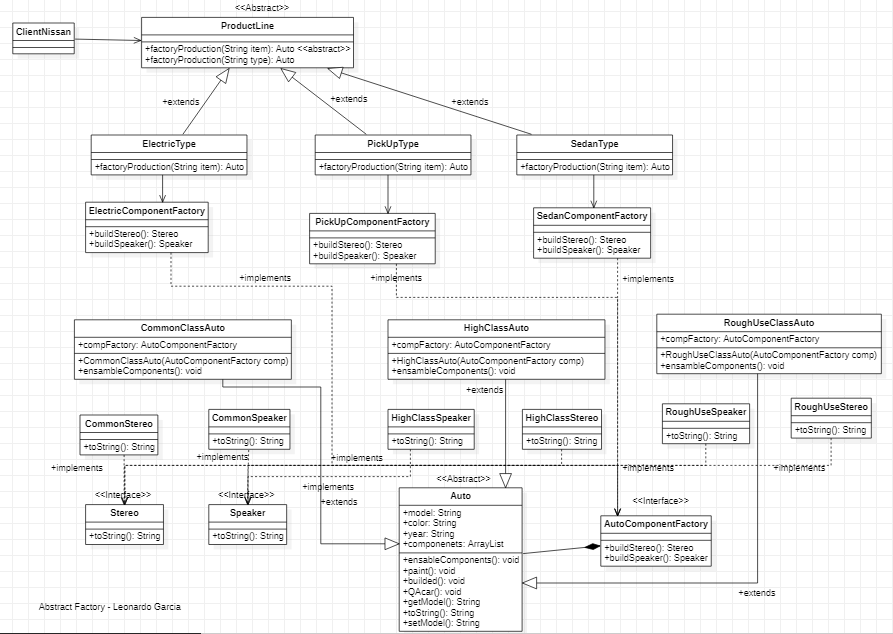 <<Abstract>>
ClientNissan
ProductLine
+factoryProduction(String item): Auto <<abstract>>
+factoryProduction(String type): Auto
+extends
+extends
+extends
ElectricType
+factoryProduction(String item): Auto
PickUpType
+factoryProduction(String item): Auto
SedanType
+factoryProduction(String item): Auto
ElectricComponentFactory
+buildStereo(): Stereo
+buildSpeaker(): Speaker
PickUpComponentFactory
+buildStereo(): Stereo
+buildSpeaker(): Speaker
SedanComponentFactory
+buildStereo(): Stereo
+buildSpeaker(): Speaker
+implements
+implements
+implements
CommonClassAuto
+compFactory: AutoComponentFactory
+CommonClassAuto(AutoComponentFactory comp)
+ensambleComponents(): void
HighClassAuto
+compFactory: AutoComponentFactory
+HighClassAuto(AutoComponentFactory comp)
+ensambleComponents(): void
RoughUseClassAuto
+compFactory: AutoComponentFactory
+RoughUseClassAuto(AutoComponentFactory comp)
+ensambleComponents(): void
+extends
CommonStereo
+toString(): String
CommonSpeaker
+toString(): String
HighClassSpeaker
+toString(): String
HighClassStereo
+toString(): String
RoughUseSpeaker
+toString(): String
RoughUseStereo
+toString(): String
+implements
+implements
+implements
+implements
+implements
+implements
+extends
<<Interface>>
Stereo
+toString(): String
<<Interface>>
Speaker
+toString(): String
<<Abstract>>
Auto
+model: String
+color: String
+year: String
+componenets: ArrayList
+ensableComponents(): void
+paint(): void
+builded(): void
+QAcar(): void
+getModel(): String
+toString(): String
+setModel(): String
<<Interface>>
AutoComponentFactory
+buildStereo(): Stereo
+buildSpeaker(): Speaker
+extends
Abstract Factory - Leonardo Garcia